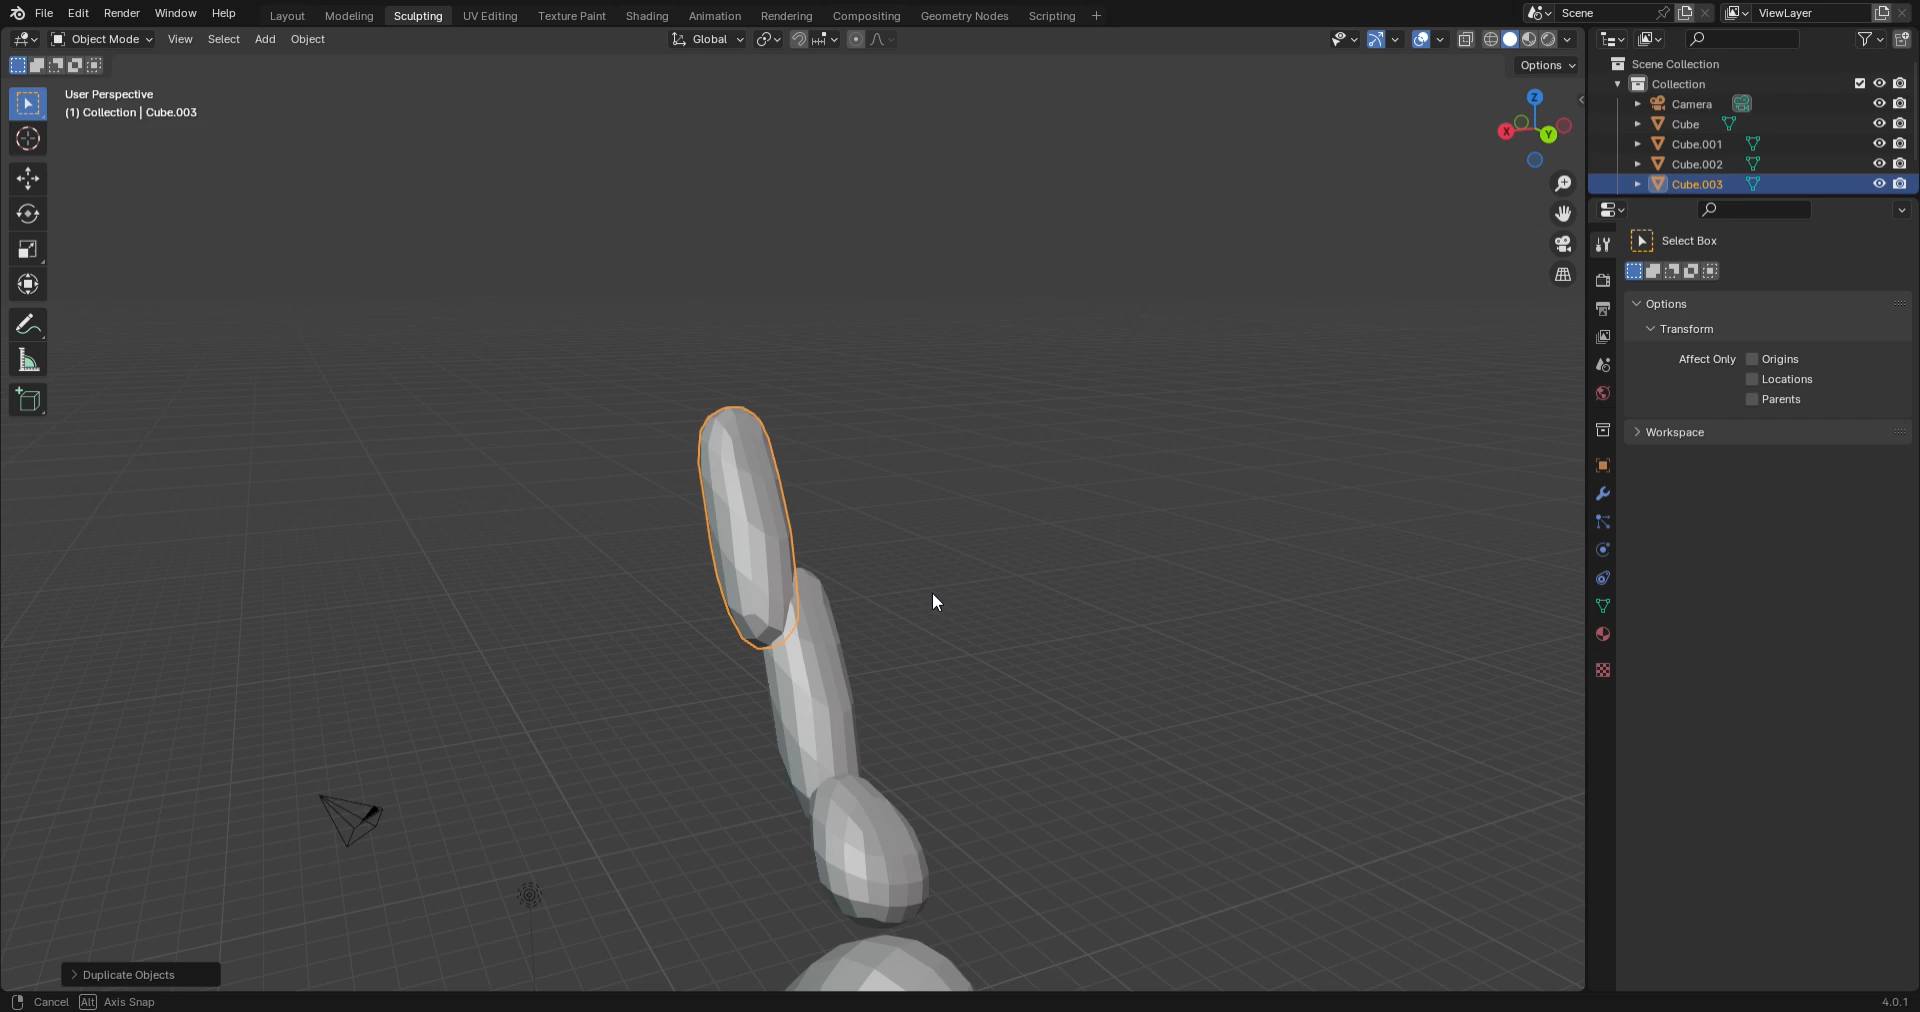 File Edit Render Window Help Layout Modeling Sculpting UV Editing Texture Paint Shading Animation Rendering Compositing Geometry Nodes Scripting + Scene ViewLayer
Object Mode View Select Add Object Global
Options
User Perspective
(1) Collection | Cube.003
Z
X
Y
Scene Collection
Collection
Camera
Cube
Cube.001
Cube.002
Cube.003
Select Box
Options
Transform
Affect Only Origins
Locations
Parents
Workspace
Duplicate Objects
Cancel Alt Axis Snap 4.0.1